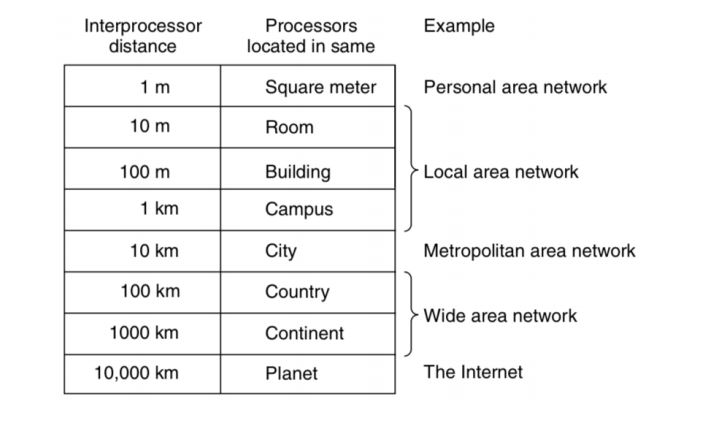 Interprocessor distance Processors located in same Example
1 m Square meter Personal area network
10 m Room
100 m Building Local area network
1 km Campus
10 km City Metropolitan area network
100 km Country
Wide area network
1000 km Continent
10,000 km Planet The Internet